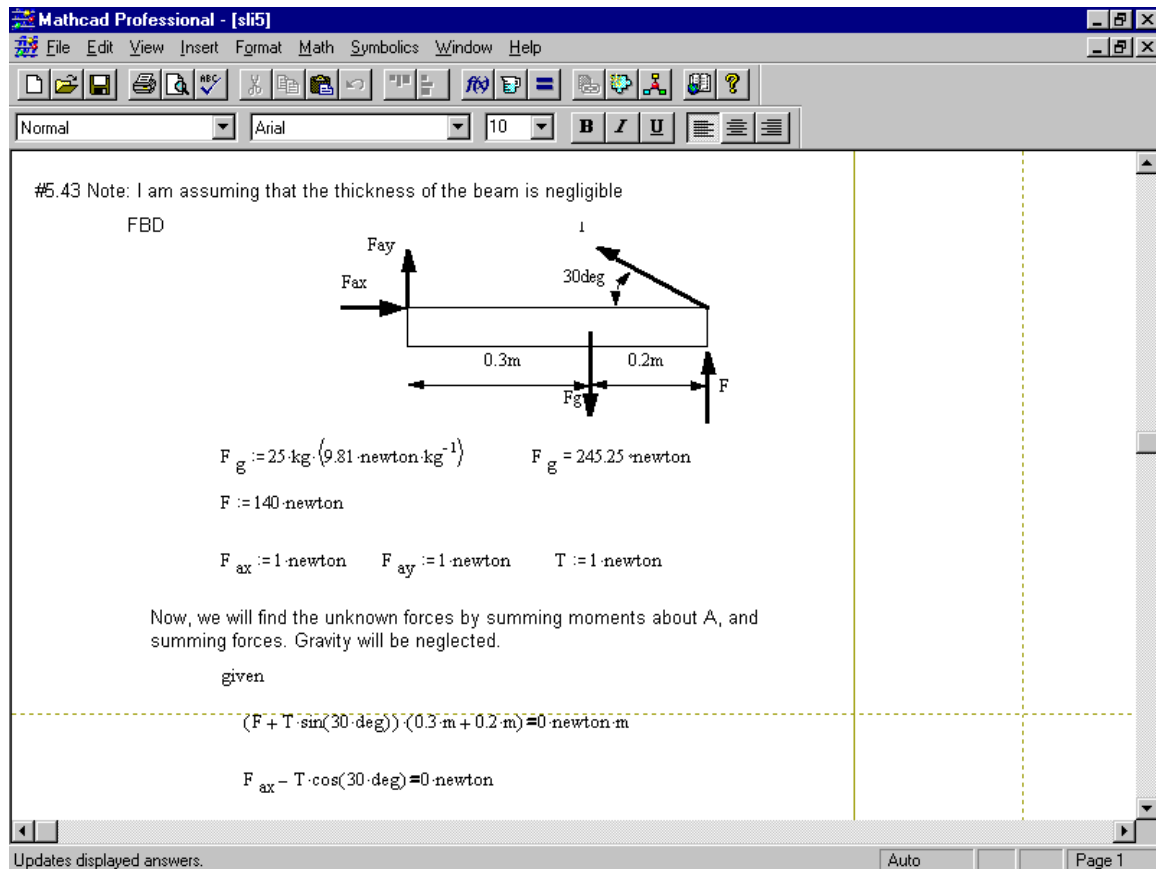 Mathcad Professional - [sli5]
File Edit View Insert Format Math Symbolics Window Help
Normal Arial 10 B I U
#5.43 Note: I am assuming that the thickness of the beam is negligible
FBD
Fay
Fax
30deg
0.3m 0.2m
Fg
F
F g := 25·kg·(9.81·newton·kg⁻¹) F g = 245.25 •newton
F := 140·newton
F ax := 1·newton F ay := 1·newton T := 1·newton
Now, we will find the unknown forces by summing moments about A, and
summing forces. Gravity will be neglected.
given
(F + T·sin(30·deg))·(0.3·m + 0.2·m)=0·newton·m
F ax − T·cos(30·deg)=0·newton
Updates displayed answers. Auto Page 1